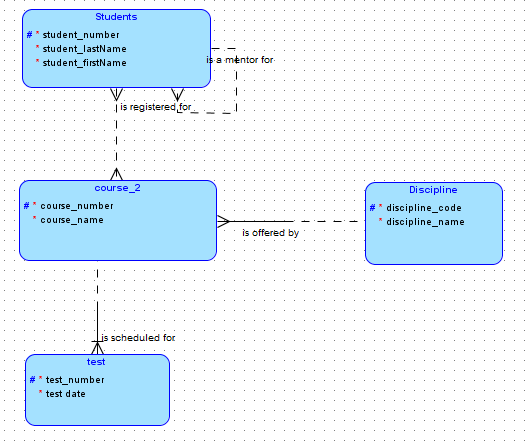 Students
# * student_number
* student_lastName
* student_firstName
is a mentor for
is registered for
course_2
# * course_number
* course_name
Discipline
# * discipline_code
* discipline_name
is offered by
is scheduled for
test
# * test_number
* test date